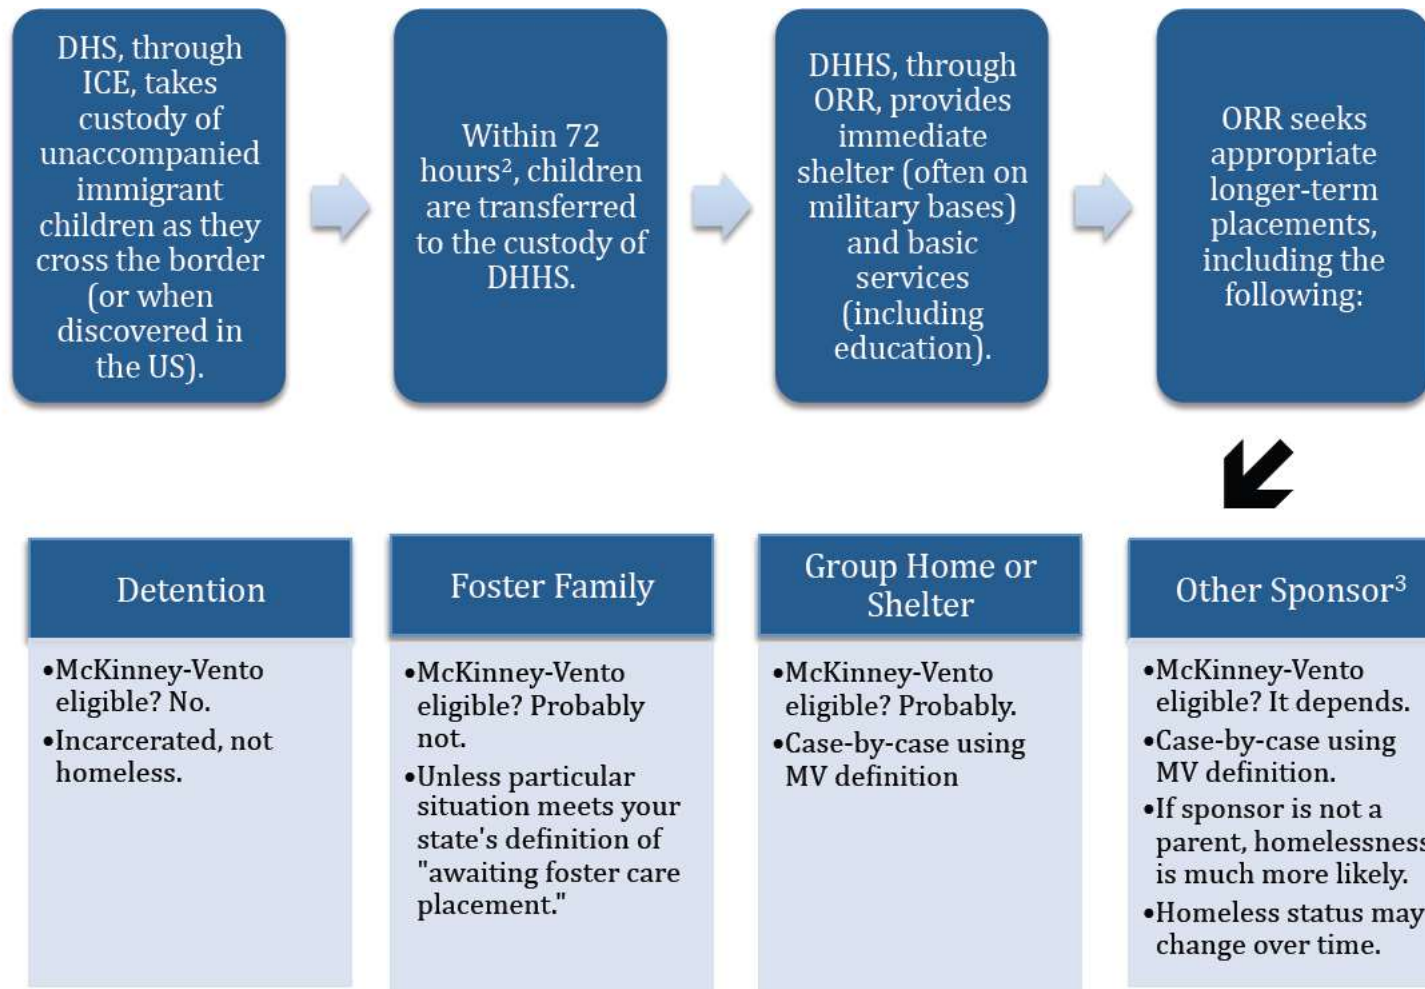 DHS, through
ICE, takes
custody of
unaccompanied
immigrant
children as they
cross the border
(or when
discovered in
the US).
Within 72
hours², children
are transferred
to the custody of
DHHS.
DHHS, through
ORR, provides
immediate
shelter (often on
military bases)
and basic
services
(including
education).
ORR seeks
appropriate
longer-term
placements,
including the
following:
Detention
•McKinney-Vento
eligible? No.
•Incarcerated, not
homeless.
Foster Family
•McKinney-Vento
eligible? Probably
not.
•Unless particular
situation meets your
state's definition of
"awaiting foster care
placement."
Group Home or
Shelter
•McKinney-Vento
eligible? Probably.
•Case-by-case using
MV definition
Other Sponsor³
•McKinney-Vento
eligible? It depends.
•Case-by-case using
MV definition.
•If sponsor is not a
parent, homelessness
is much more likely.
•Homeless status may
change over time.